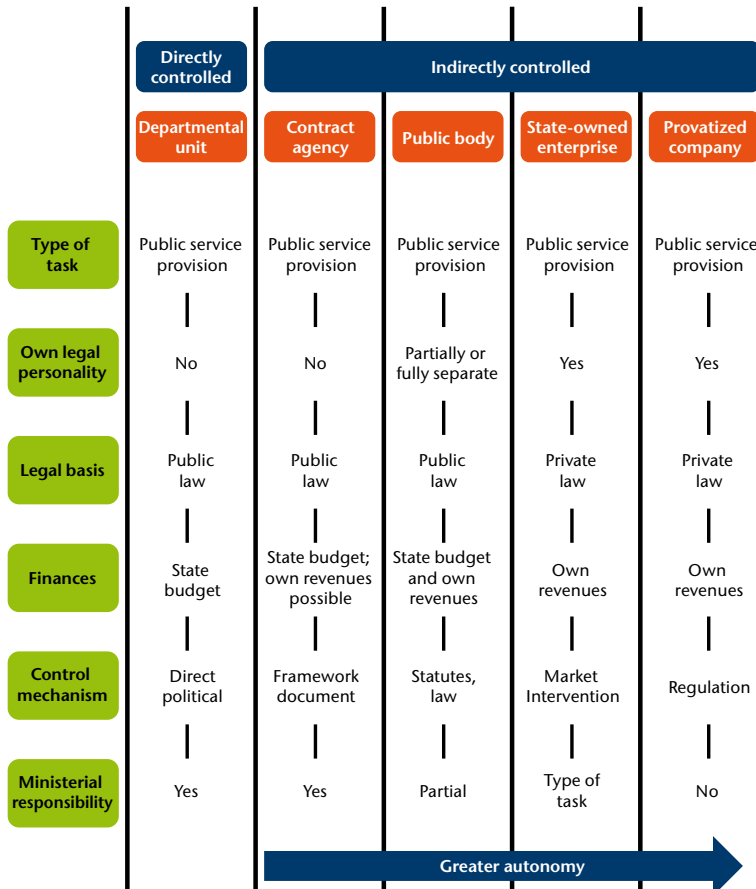 Directly
controlled
Indirectly controlled
Departmental
unit
Contract
agency
Public body
State-owned
enterprise
Provatized
company
Type of
task
Public service
provision
Public service
provision
Public service
provision
Public service
provision
Public service
provision
Own legal
personality
No
No
Partially or
fully separate
Yes
Yes
Legal basis
Public
law
Public
law
Public
law
Private
law
Private
law
Finances
State
budget
State budget;
own revenues
possible
State budget
and own
revenues
Own
revenues
Own
revenues
Control
mechanism
Direct
political
Framework
document
Statutes,
law
Market
Intervention
Regulation
Ministerial
responsibility
Yes
Yes
Partial
Type of
task
No
Greater autonomy